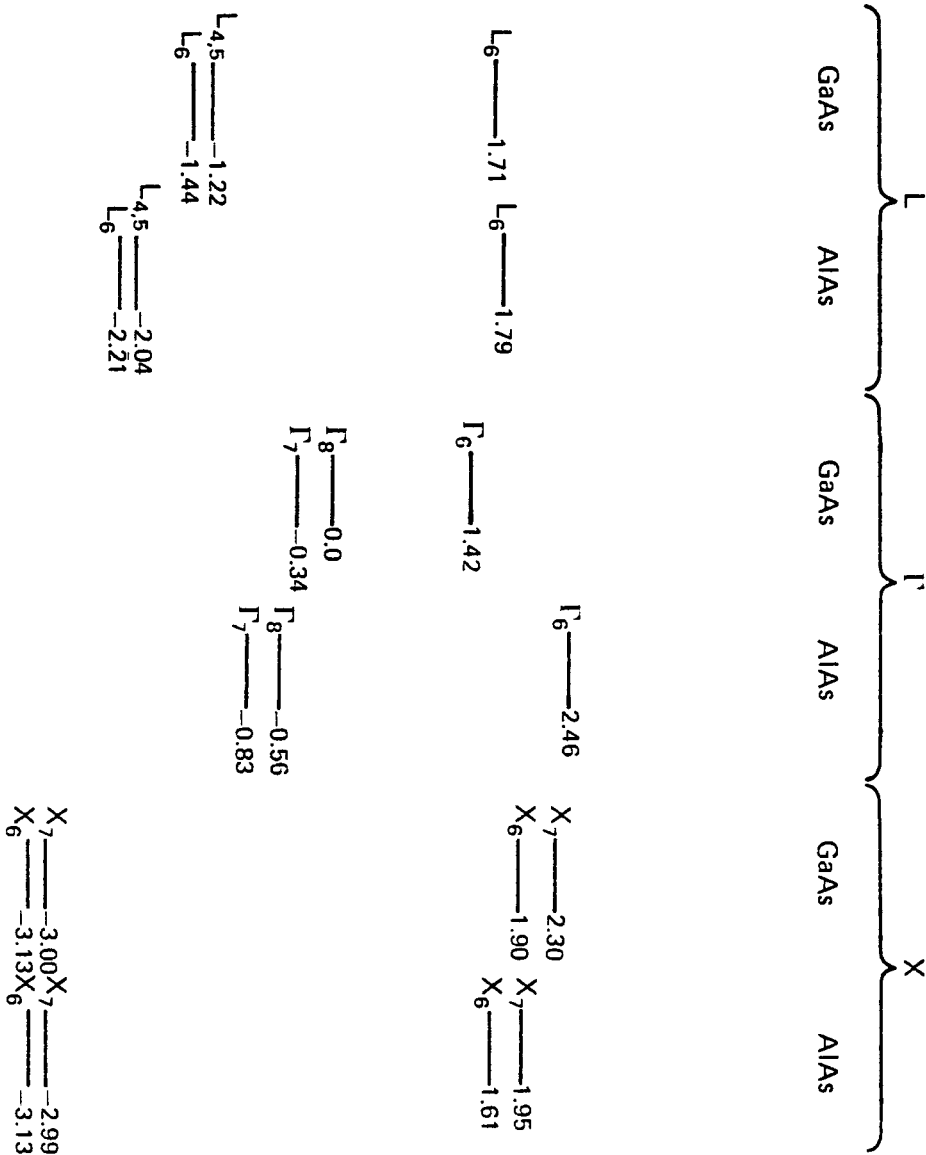 L Γ X
GaAs AlAs GaAs AlAs GaAs AlAs
Γ₆ 2.46
X₇ 2.30
X₇ 1.95
X₆ 1.90
L₆ 1.79
L₆ 1.71
X₆ 1.61
Γ₆ 1.42
Γ₈ 0.0
Γ₇ −0.34
Γ₈ −0.56
Γ₇ −0.83
L₄,₅ −1.22
L₆ −1.44
L₄,₅ −2.04
L₆ −2.21
X₇ −3.00 X₇ −2.99
X₆ −3.13 X₆ −3.13